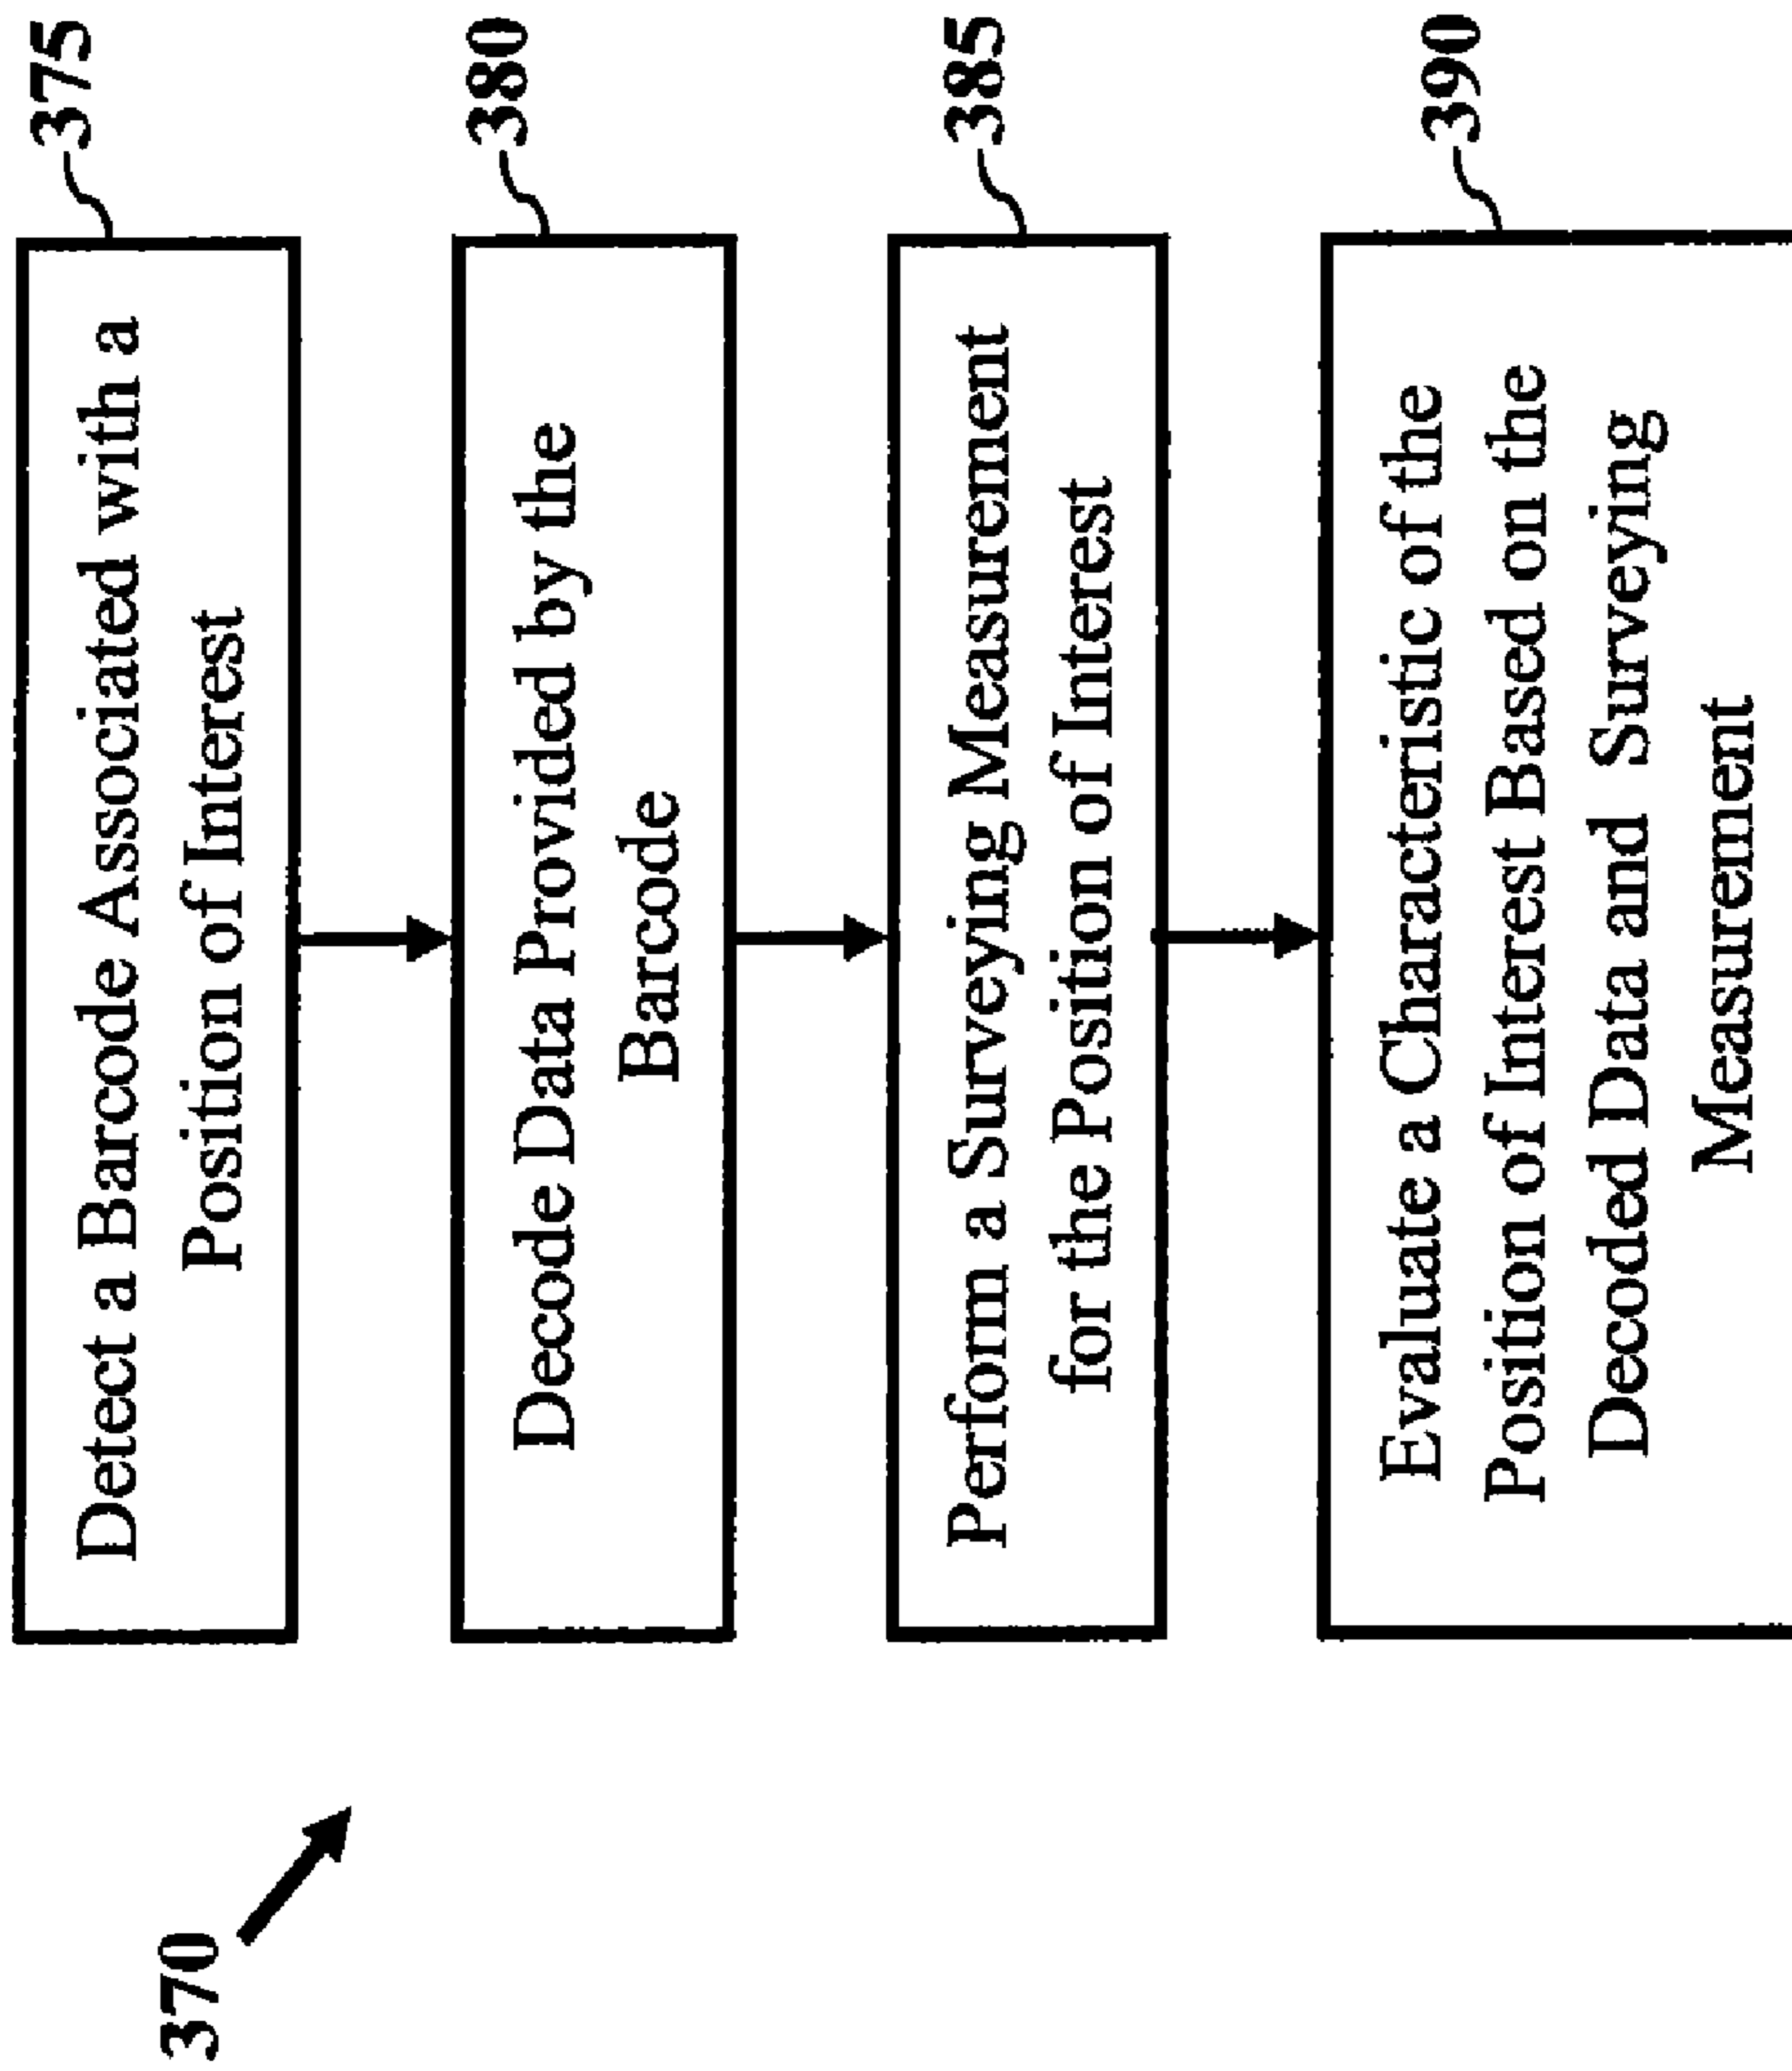 370
Detect a Barcode Associated with a
Position of Interest
375
Decode Data Provided by the
Barcode
380
Perform a Surveying Measurement
for the Position of Interest
385
Evaluate a Characteristic of the
Position of Interest Based on the
Decoded Data and Surveying
Measurement
390